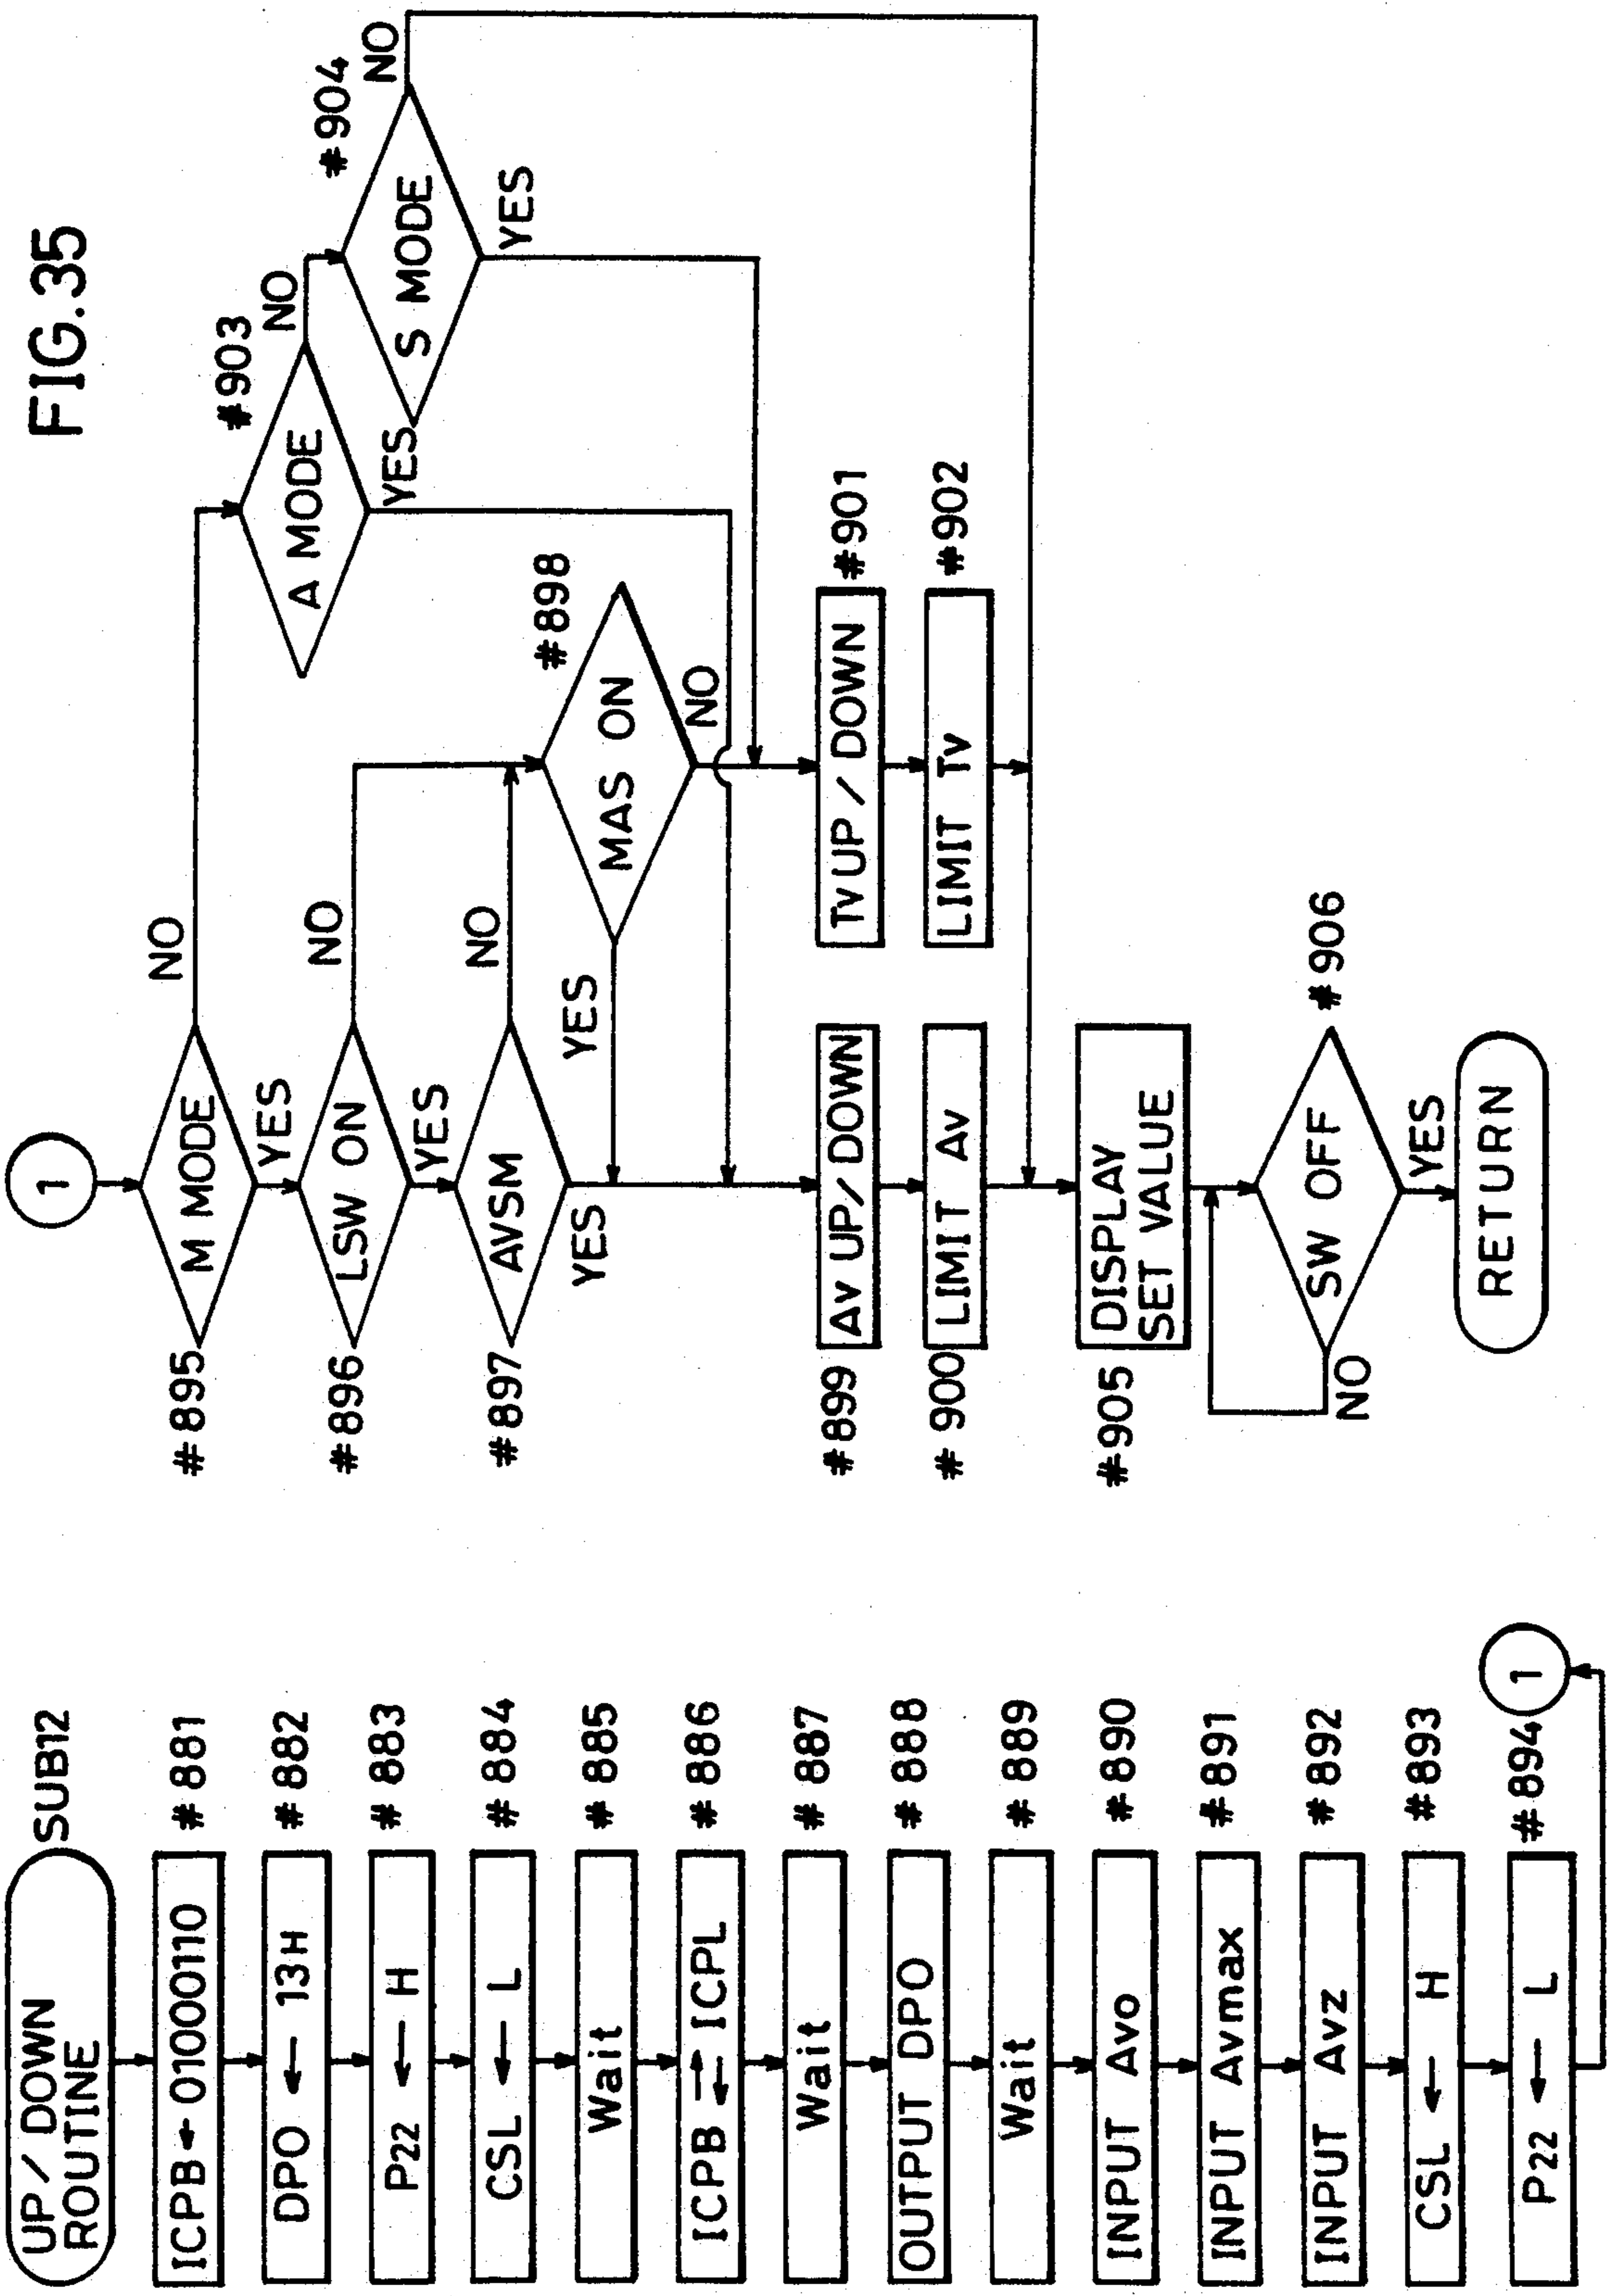 FIG.35
UP / DOWN
ROUTINE
SUB12
ICPB ← 01000110
#881
DPO ← 13H
#882
P22 ← H
#883
CSL ← L
#884
Wait
#885
ICPB ⇄ ICPL
#886
Wait
#887
OUTPUT DPO
#888
Wait
#889
INPUT Avo
#890
INPUT Avmax
#891
INPUT Avz
#892
CSL ← H
#893
P22 ← L
#894
1
1
#895
M MODE
NO
YES
#896
LSW ON
NO
YES
#897
AVSM
NO
YES
#898
MAS ON
YES
NO
#903
A MODE
NO
YES
#904
S MODE
NO
YES
#899
Av UP/DOWN
#900
LIMIT Av
Tv UP / DOWN
#901
LIMIT Tv
#902
#905
DISPLAY
SET VALUE
SW OFF
#906
NO
YES
RETURN